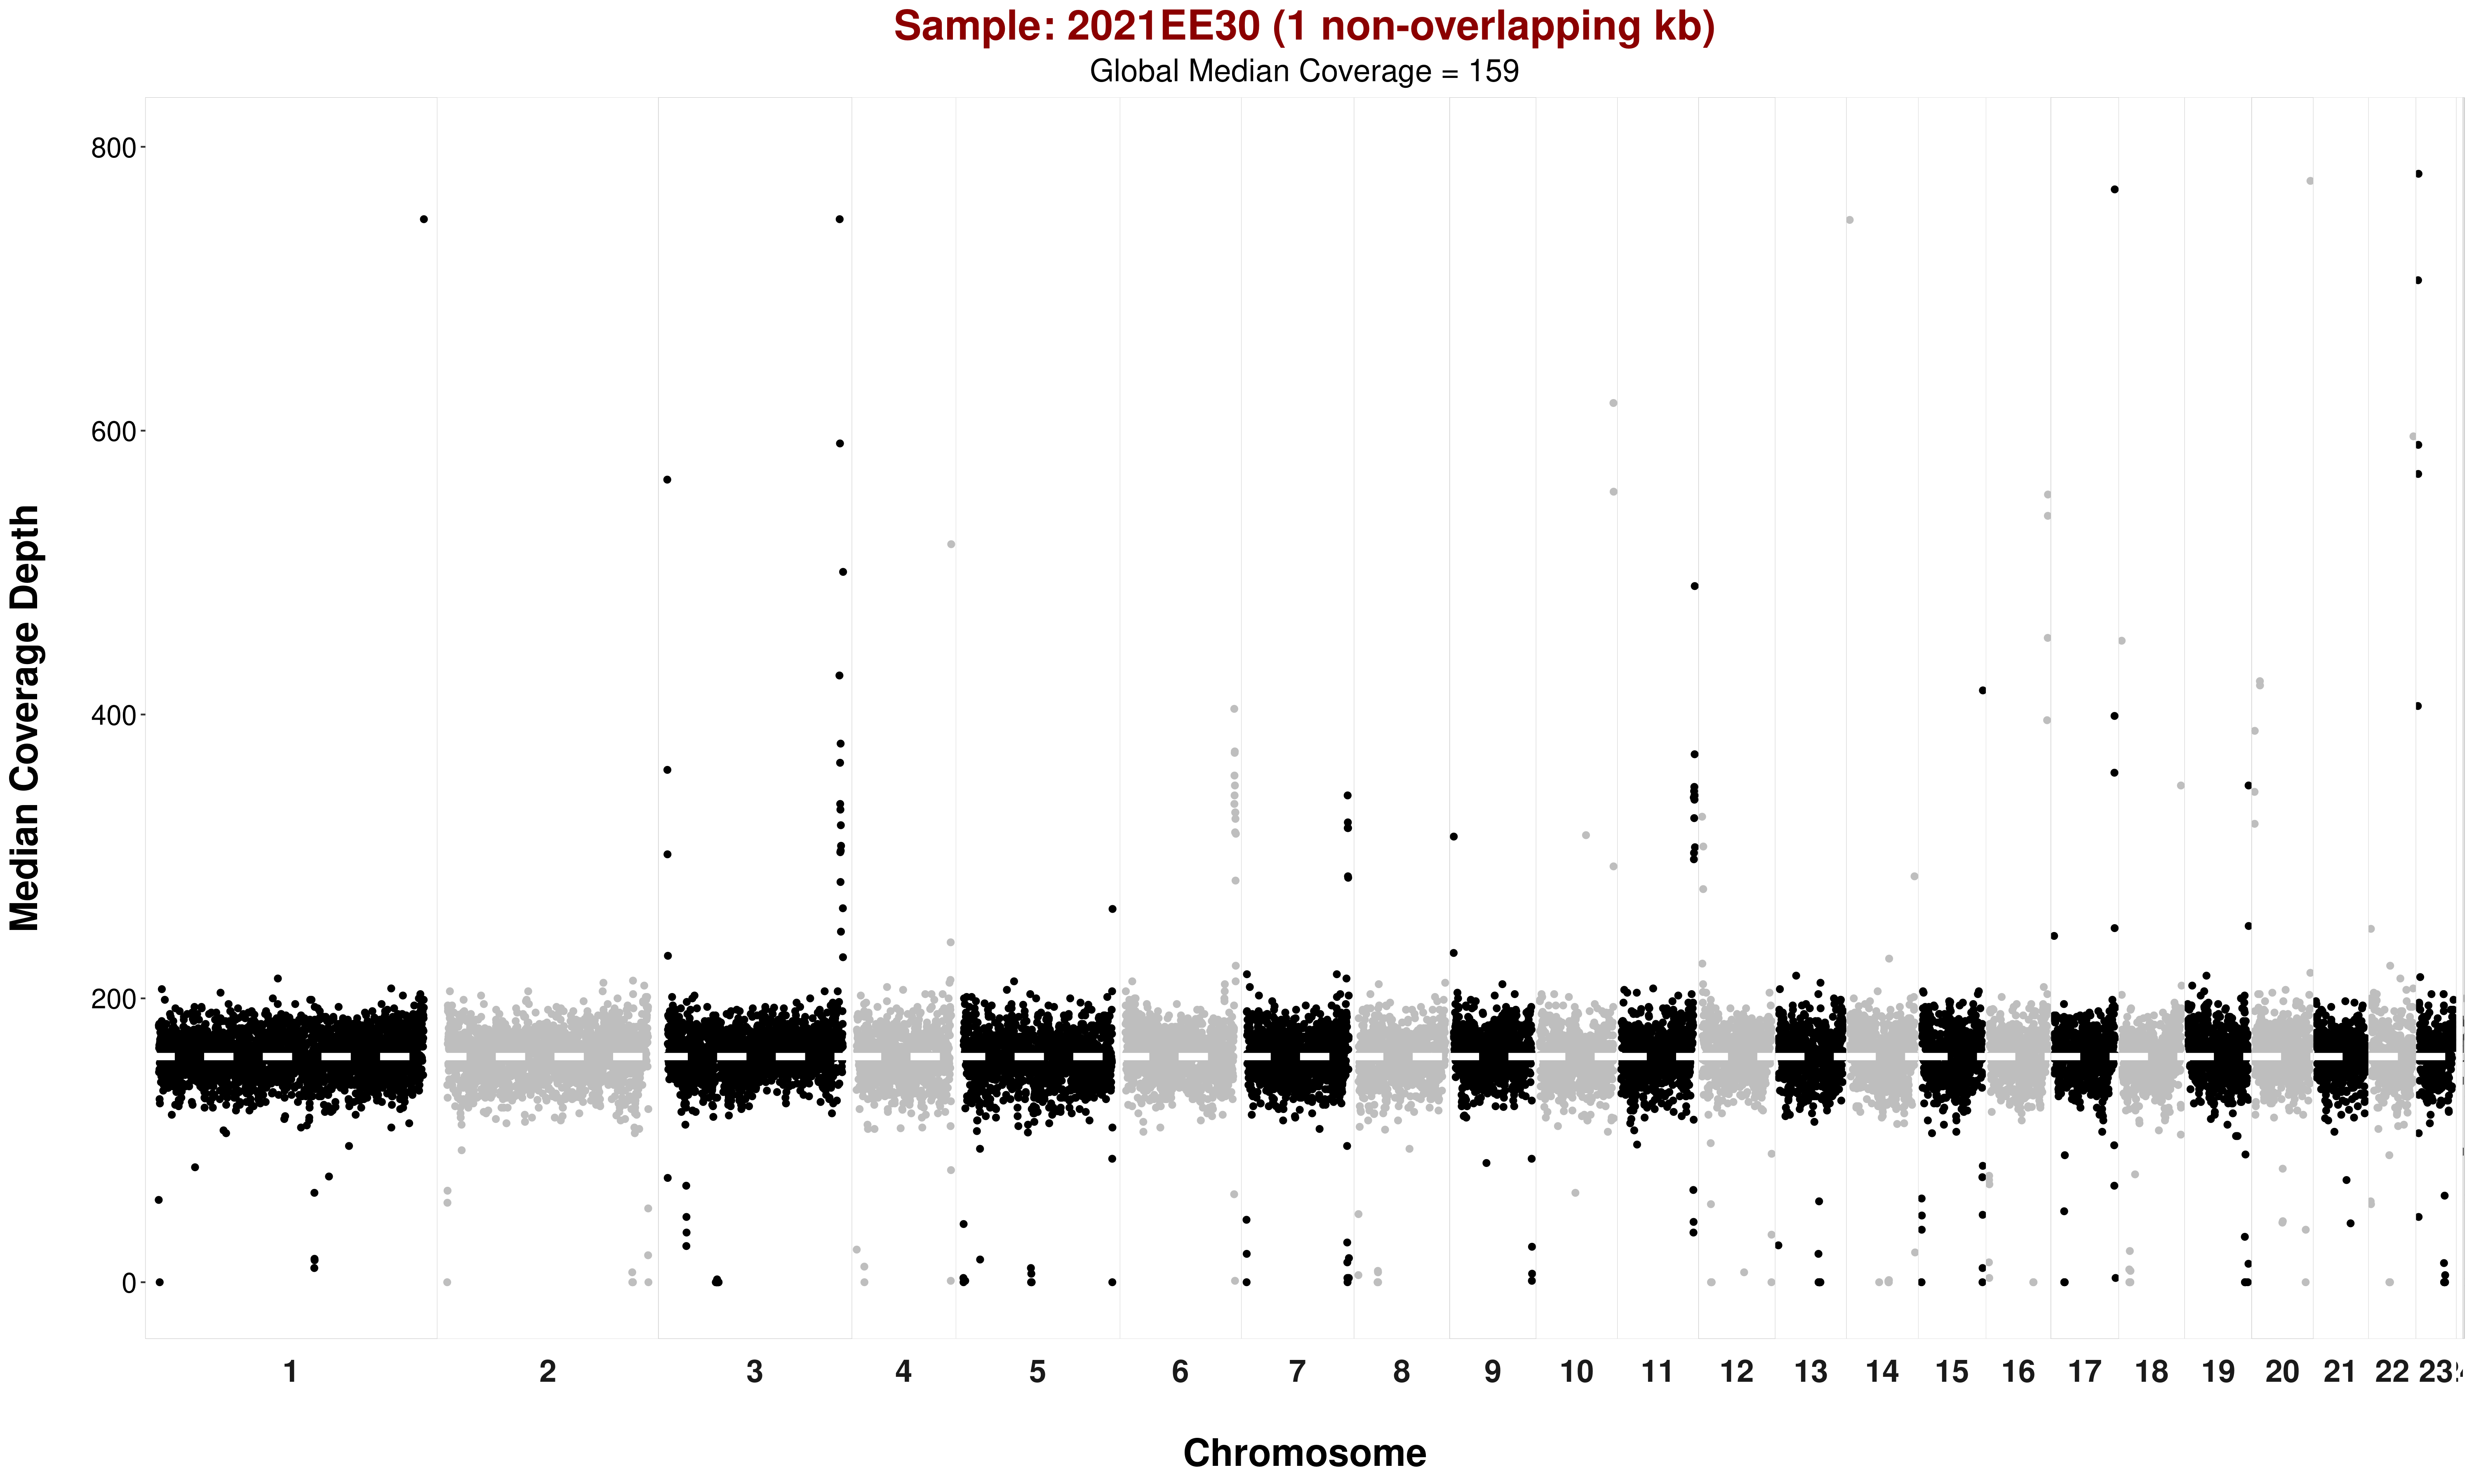 Sample: 2021EE30 (1 non-overlapping kb)
Global Median Coverage = 159
Median Coverage Depth
800
600
400
200
0
1 2 3 4 5 6 7 8 9 10 11 12 13 14 15 16 17 18 19 20 21 22 23
Chromosome